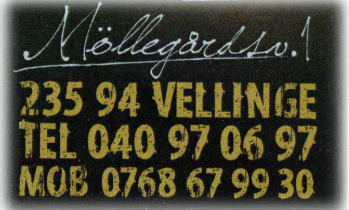 Möllegårdsv.1
235 94 VELLINGE
TEL 040 97 06 97
MOB 0768 67 99 30